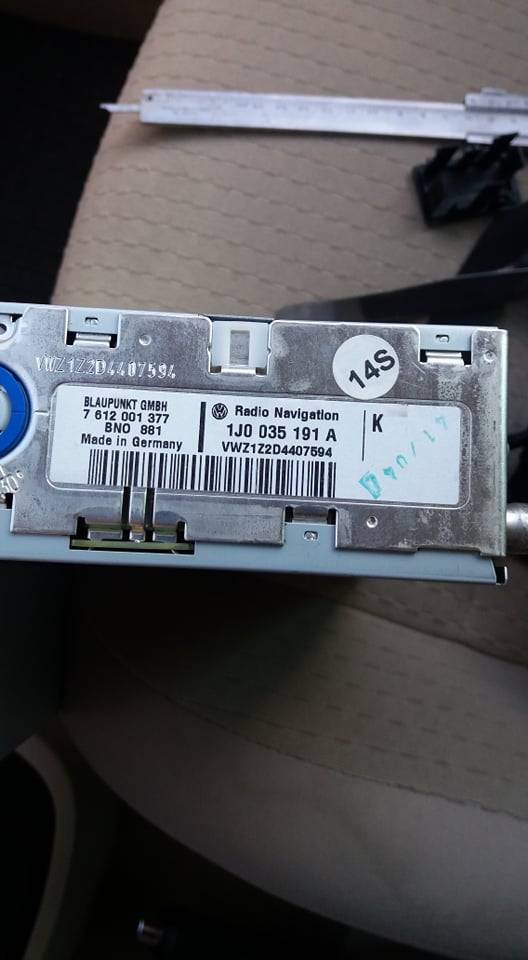 VWZ1Z2D4407594
14S
BLAUPUNKT GMBH
7 612 001 377
BNO 881
Made in Germany
Radio Navigation
1J0 035 191 A
VWZ1Z2D4407594
K